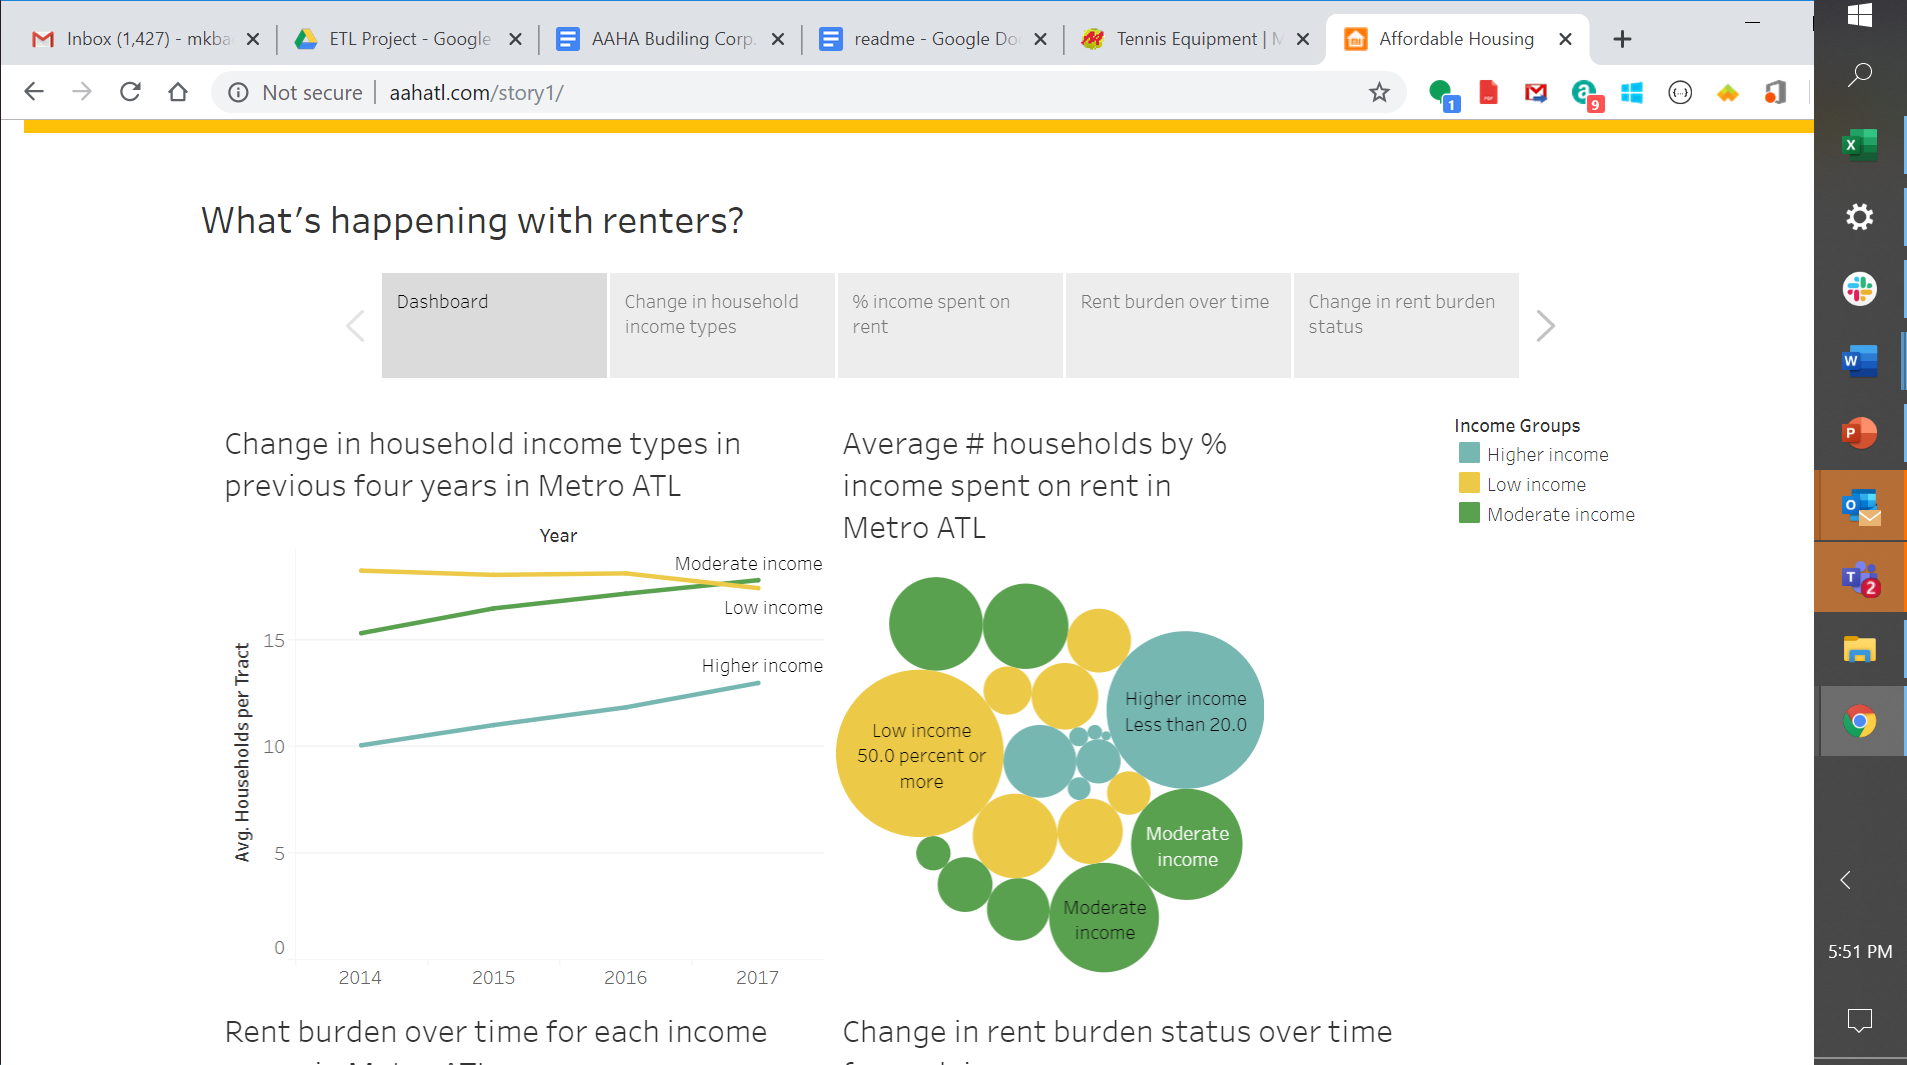 Inbox (1,427) - mkba
ETL Project - Google
AAHA Budiling Corp.
readme - Google Do
Tennis Equipment | M
Affordable Housing
Not secure
aahatl.com/story1/
1
PDF
9
What's happening with renters?
Dashboard
Change in household
income types
% income spent on
rent
Rent burden over time
Change in rent burden
status
Change in household income types in
previous four years in Metro ATL
Year
Moderate income
Low income
Higher income
Avg. Households per Tract
15
10
5
0
2014
2015
2016
2017
Average # households by %
income spent on rent in
Metro ATL
Higher income
Less than 20.0
Low income
50.0 percent or
more
Moderate
income
Moderate
income
Income Groups
Higher income
Low income
Moderate income
Rent burden over time for each income
Change in rent burden status over time
X
W
P
O
T
2
5:51 PM